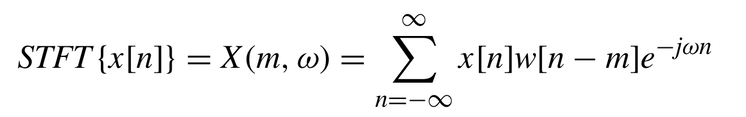 STFT{x[n]} = X(m, ω) = ∑_{n=−∞}^{∞} x[n]w[n − m]e^{−jωn}